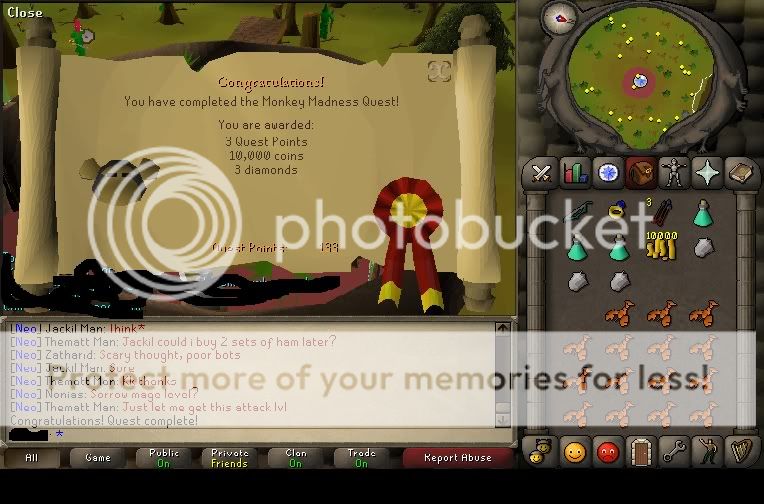 Close
Congratulations!
You have completed the Monkey Madness Quest!
You are awarded:
3 Quest Points
10,000 coins
3 diamonds
photobucket
Quest Points:
[Neo] Jackil Man: think*
[Neo] Thematt Man: Jackil could i buy 2 sets of ham later?
[Neo] Zatharid: Scary thought, poor bots
[Neo] Jackil Man: Sure
[Neo] Thematt Man: kk thanks
[Neo] Nonias: Sorrow mage level?
[Neo] Thematt Man: Just let me get this attack lvl
Congratulations! Quest complete!
: *
Protect more of your memories for less!
All
Game
Public
On
Private
Friends
Clan
On
Trade
On
Report Abuse
3
10000